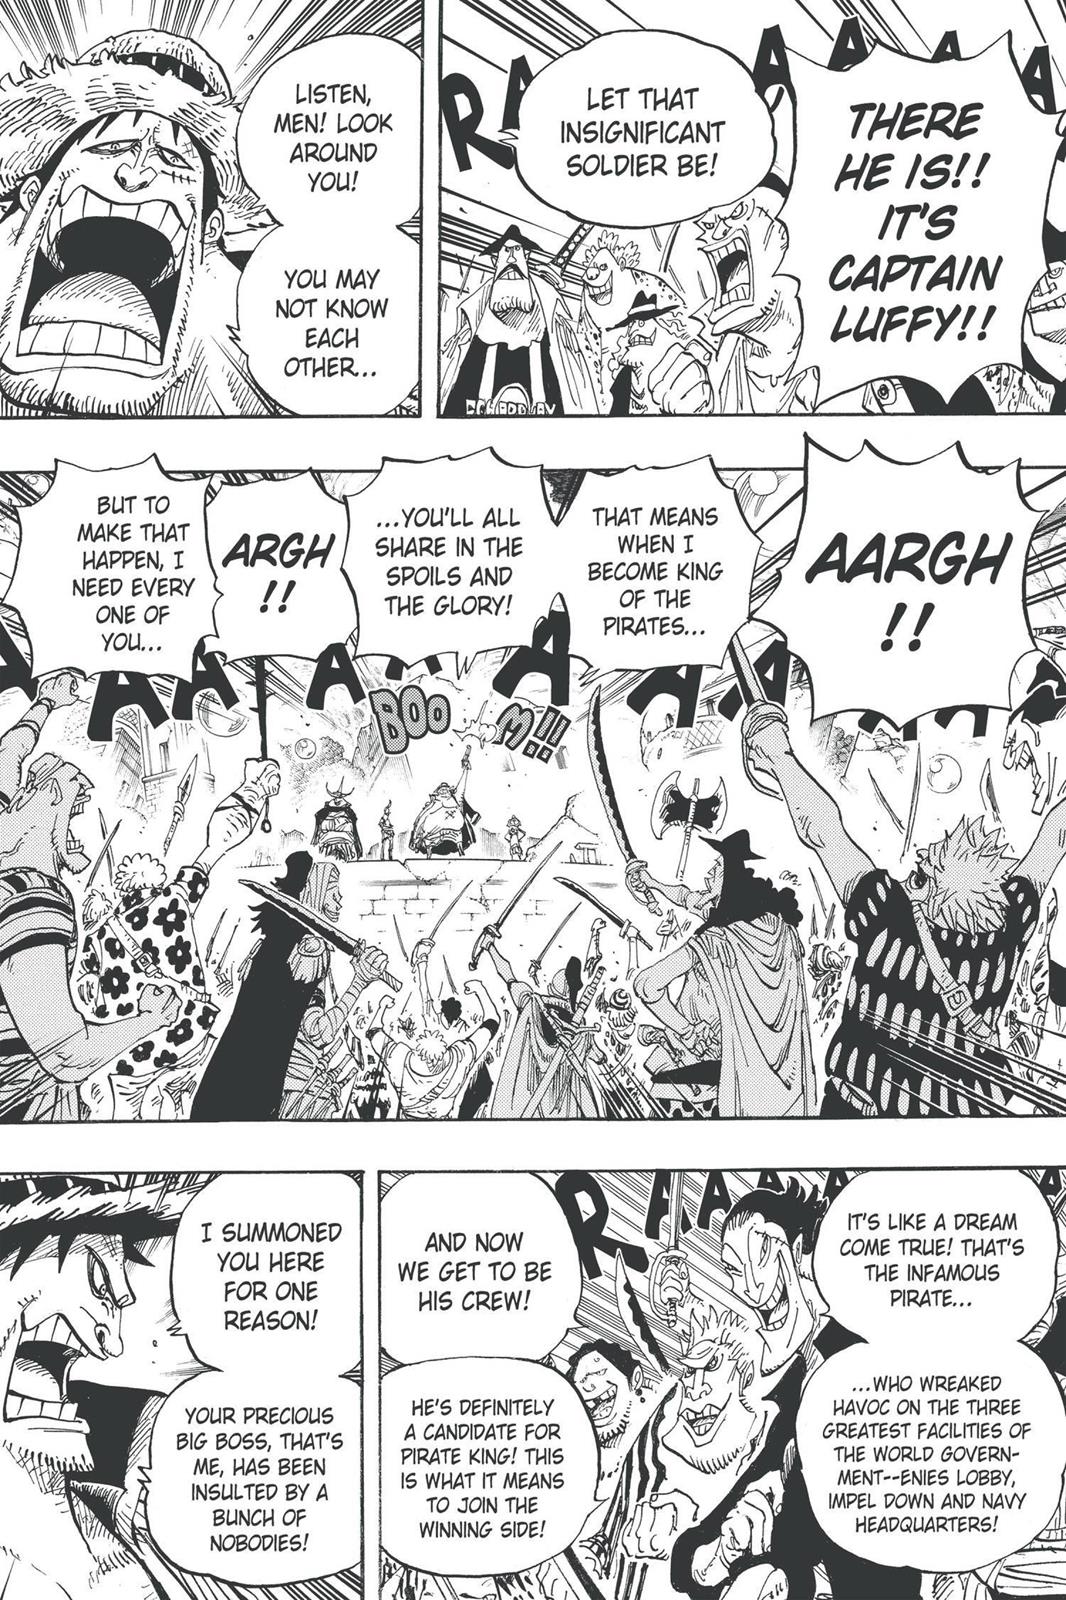 THERE
HE IS!!
IT'S
CAPTAIN
LUFFY!!
LET THAT
INSIGNIFICANT
SOLDIER BE!
RAAAAAAA
LISTEN,
MEN! LOOK
AROUND
YOU!
YOU MAY
NOT KNOW
EACH
OTHER...
AARGH
!!
THAT MEANS
WHEN I
BECOME KING
OF THE
PIRATES...
...YOU'LL ALL
SHARE IN THE
SPOILS AND
THE GLORY!
ARGH
!!
BUT TO
MAKE THAT
HAPPEN, I
NEED EVERY
ONE OF
YOU...
AAAAAAAAA
BOOM!!
IT'S LIKE A DREAM
COME TRUE! THAT'S
THE INFAMOUS
PIRATE...
...WHO WREAKED
HAVOC ON THE THREE
GREATEST FACILITIES OF
THE WORLD GOVERN-
MENT--ENIES LOBBY,
IMPEL DOWN AND NAVY
HEADQUARTERS!
RAAAAA
AND NOW
WE GET TO BE
HIS CREW!
HE'S DEFINITELY
A CANDIDATE FOR
PIRATE KING! THIS
IS WHAT IT MEANS
TO JOIN THE
WINNING SIDE!
I SUMMONED
YOU HERE
FOR ONE
REASON!
YOUR PRECIOUS
BIG BOSS, THAT'S
ME, HAS BEEN
INSULTED BY A
BUNCH OF
NOBODIES!